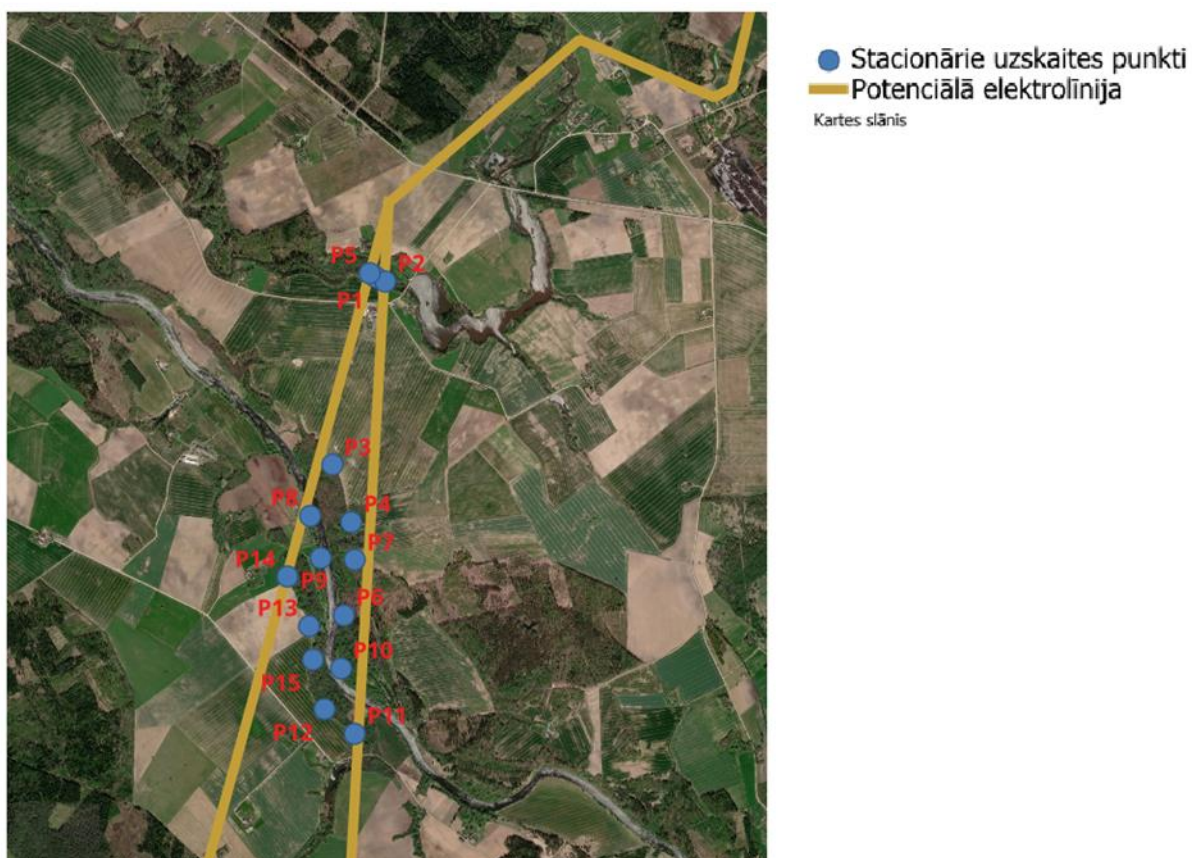 Stacionārie uzskaites punkti
Potenciālā elektrolīnija
Kartes slānis
P5
P2
P1
P3
P8
P4
P7
P14
P9
P6
P13
P10
P15
P11
P12